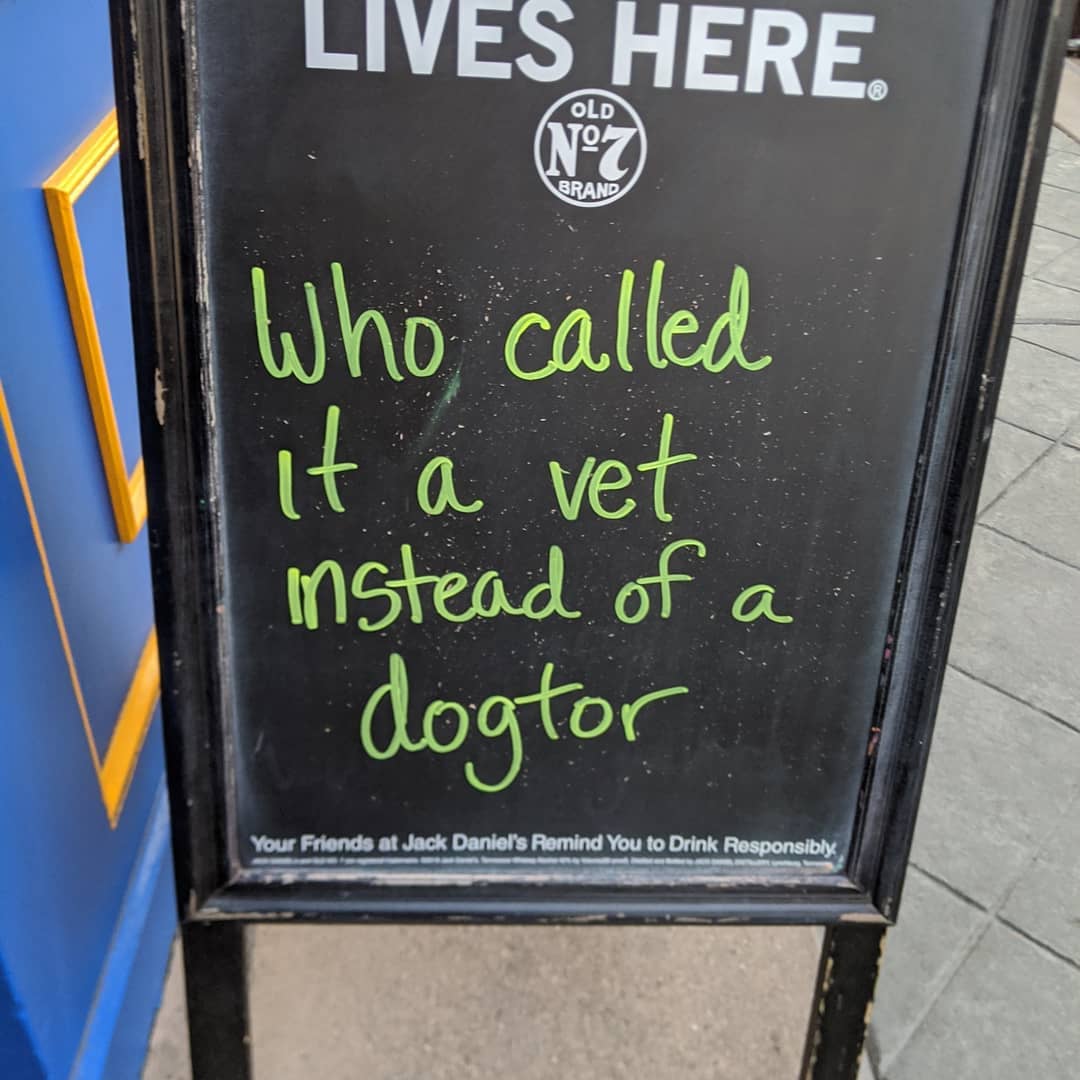 LIVES HERE®
OLD
Nº7
BRAND
Who called
it a vet
instead of a
dogtor
Your Friends at Jack Daniel's Remind You to Drink Responsibly.